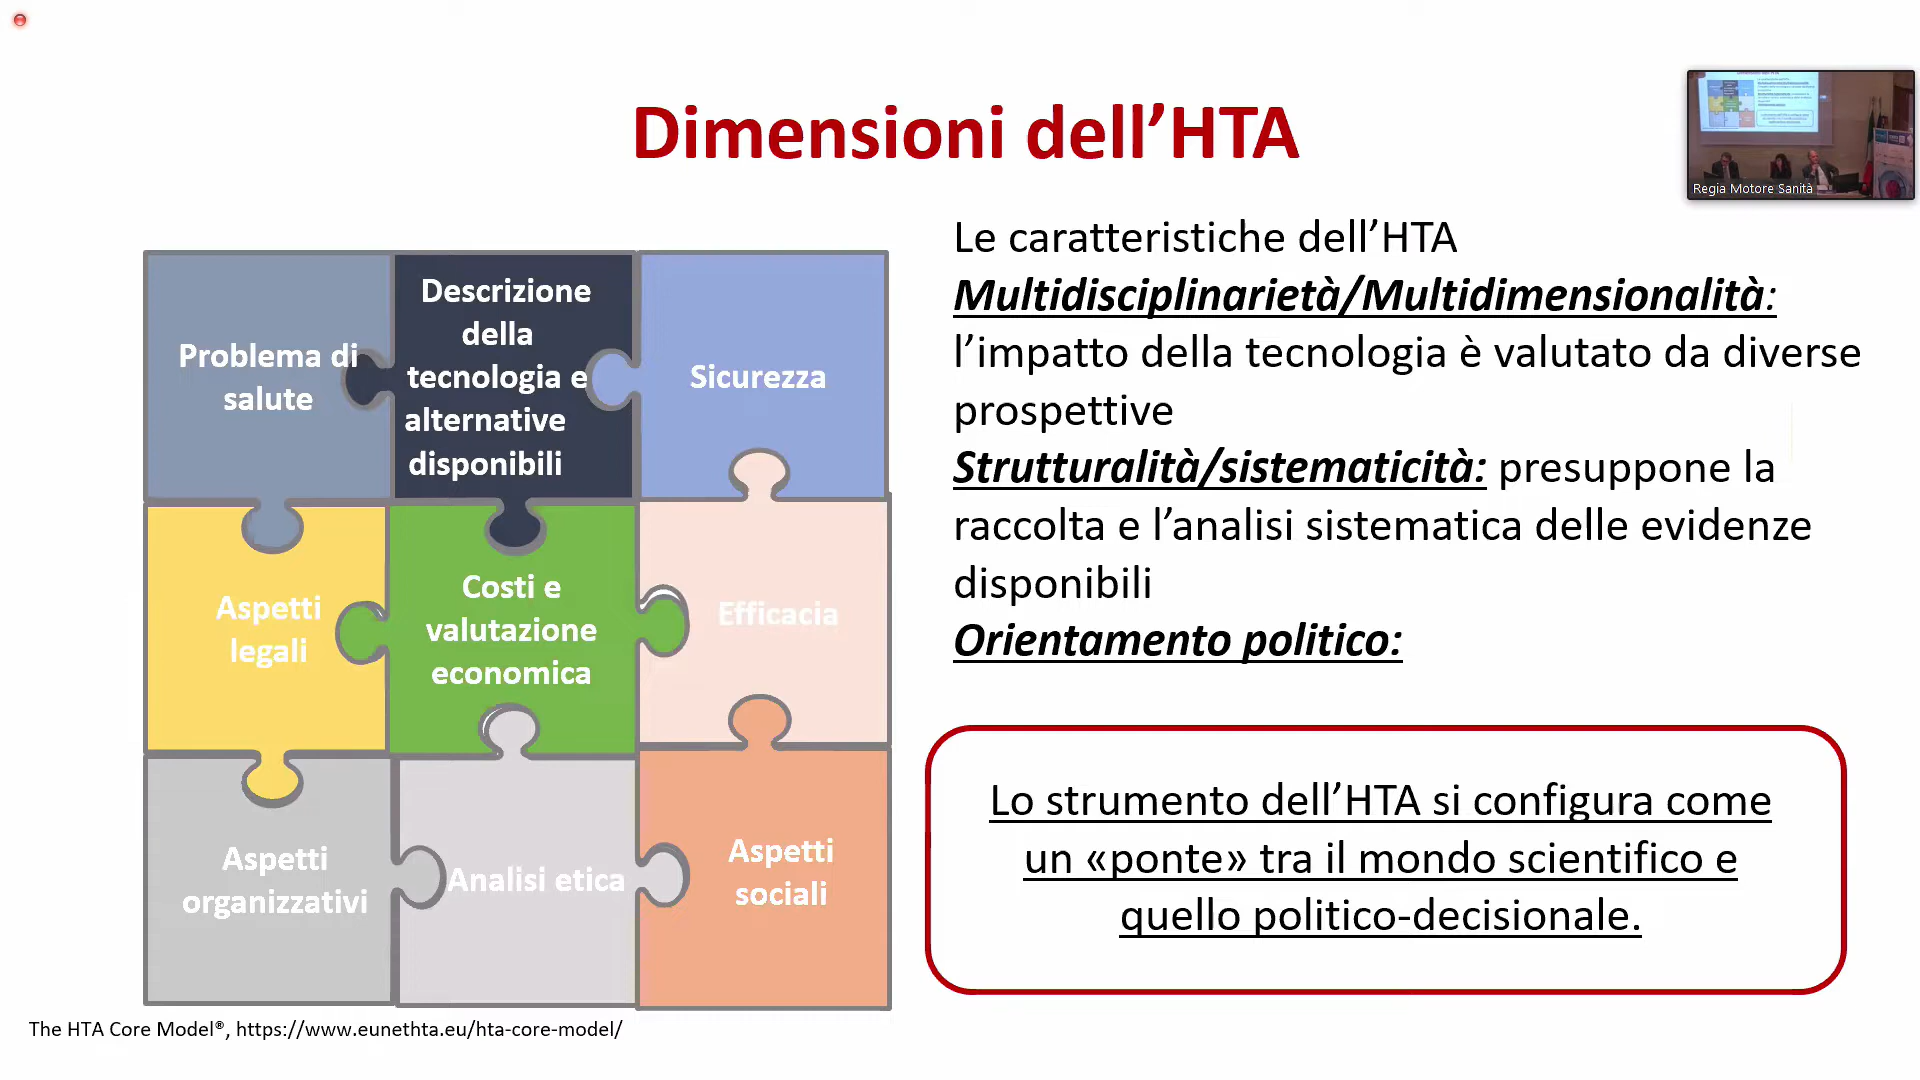 Dimensioni dell’HTA
Regia Motore Sanità
Problema di
salute
Descrizione
della
tecnologia e
alternative
disponibili
Sicurezza
Aspetti
legali
Costi e
valutazione
economica
Efficacia
Aspetti
organizzativi
Analisi etica
Aspetti
sociali
Le caratteristiche dell’HTA
Multidisciplinarietà/Multidimensionalità:
l’impatto della tecnologia è valutato da diverse
prospettive
Strutturalità/sistematicità: presuppone la
raccolta e l’analisi sistematica delle evidenze
disponibili
Orientamento politico:
Lo strumento dell’HTA si configura come
un «ponte» tra il mondo scientifico e
quello politico-decisionale.
The HTA Core Model®, https://www.eunethta.eu/hta-core-model/